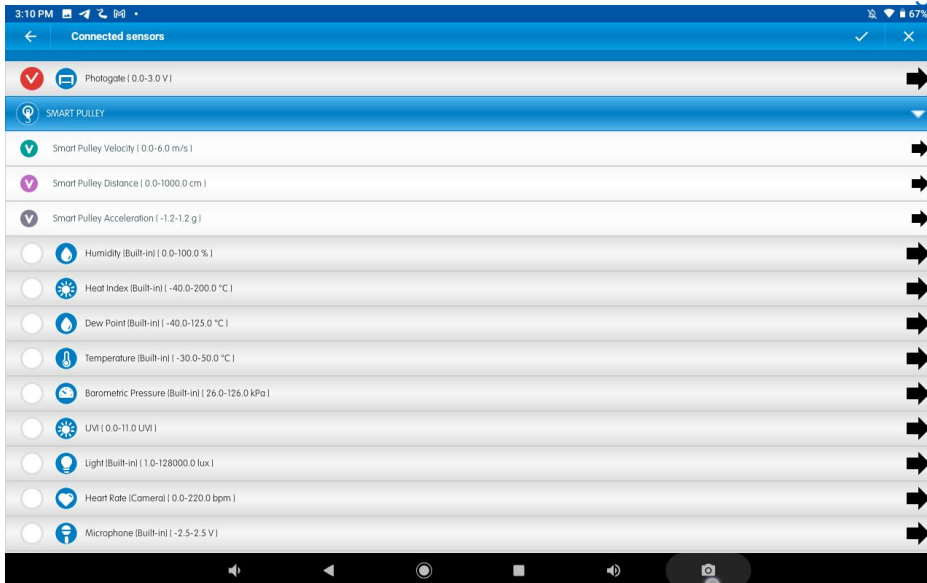 3:10 PM
67%
Connected sensors
Photogate ( 0.0-3.0 V )
SMART PULLEY
Smart Pulley Velocity ( 0.0-6.0 m/s )
Smart Pulley Distance ( 0.0-1000.0 cm )
Smart Pulley Acceleration ( -1.2-1.2 g )
Humidity (Built-in) ( 0.0-100.0 % )
Heat Index (Built-in) ( -40.0-200.0 °C )
Dew Point (Built-in) ( -40.0-125.0 °C )
Temperature (Built-in) ( -30.0-50.0 °C )
Barometric Pressure (Built-in) ( 26.0-126.0 kPa )
UVI ( 0.0-11.0 UVI )
Light (Built-in) ( 1.0-128000.0 lux )
Heart Rate (Camera) ( 0.0-220.0 bpm )
Microphone (Built-in) ( -2.5-2.5 V )